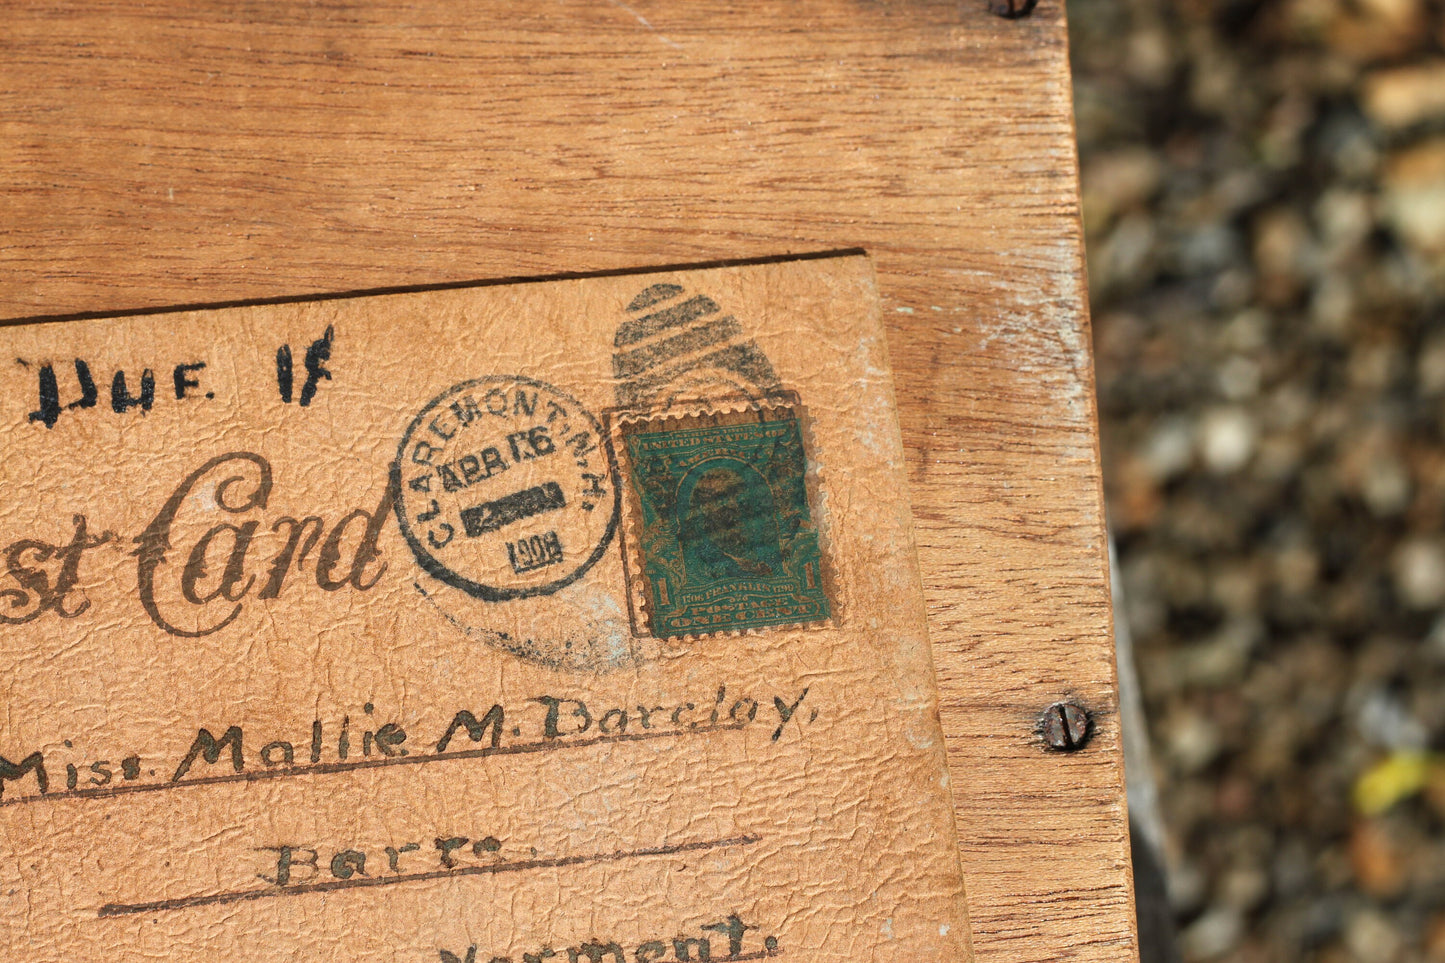 DUE. 1¢
st Card
CLAREMONT, N.H.
APR
1908
UNITED STATES OF
AMERICA
1 1
1706 FRANKLIN 1790
POSTAGE
ONE CENT
Miss. Mallie. M. Barclay,
Barre.
Vermont.